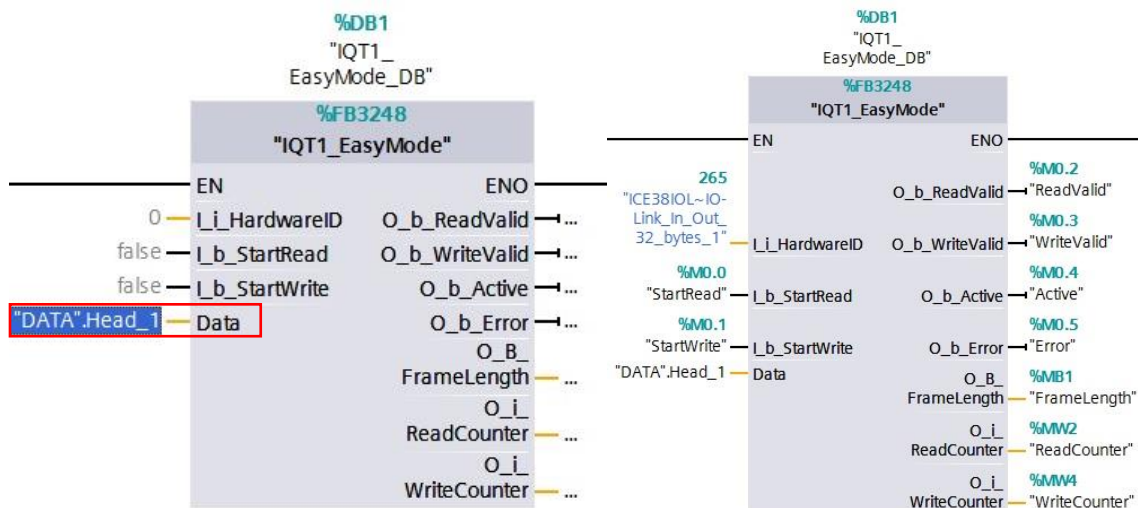 %DB1
"IQT1_
EasyMode_DB"
%FB3248
"IQT1_EasyMode"
EN ENO
0 I_i_HardwareID O_b_ReadValid ...
false I_b_StartRead O_b_WriteValid ...
false I_b_StartWrite O_b_Active ...
"DATA".Head_1 Data O_b_Error ...
O_B_
FrameLength ...
O_i_
ReadCounter ...
O_i_
WriteCounter ...
%DB1
"IQT1_
EasyMode_DB"
%FB3248
"IQT1_EasyMode"
EN ENO
265
"ICE38IOL~IO-
Link_In_Out_
32_bytes_1" I_i_HardwareID
%M0.2
O_b_ReadValid "ReadValid"
%M0.3
O_b_WriteValid "WriteValid"
%M0.0
"StartRead" I_b_StartRead
%M0.4
O_b_Active "Active"
%M0.1
"StartWrite" I_b_StartWrite
%M0.5
O_b_Error "Error"
"DATA".Head_1 Data
O_B_ %MB1
FrameLength "FrameLength"
O_i_ %MW2
ReadCounter "ReadCounter"
O_i_ %MW4
WriteCounter "WriteCounter"